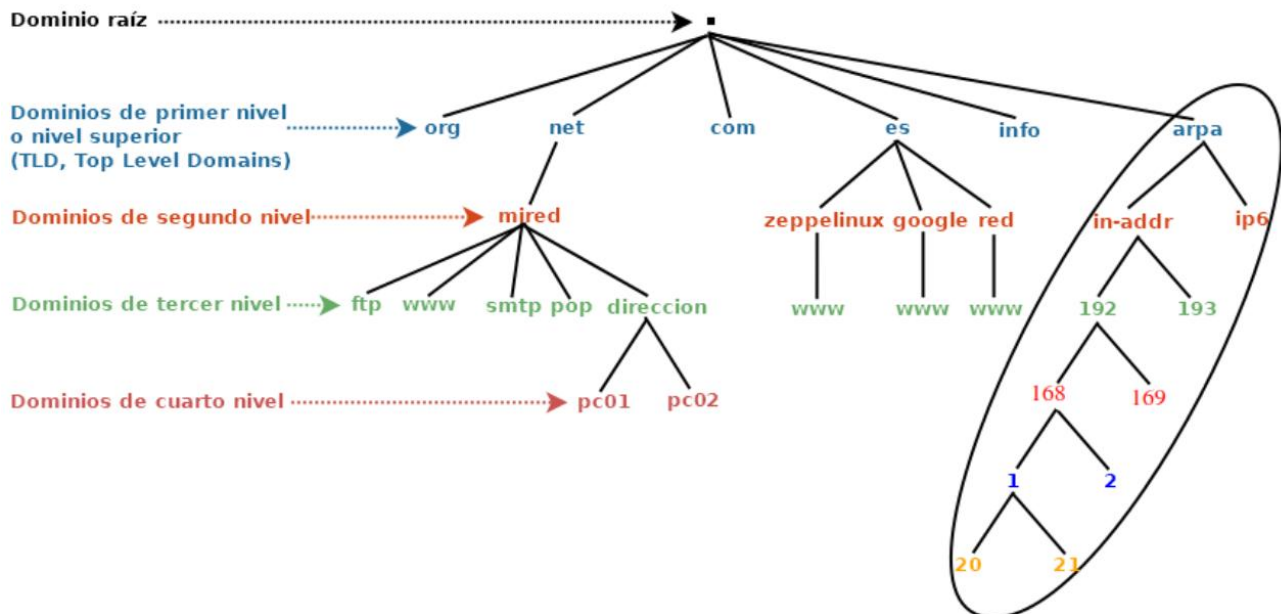 Dominio raíz .
Dominios de primer nivel
o nivel superior
(TLD, Top Level Domains)
org net com es info arpa
Dominios de segundo nivel mired zeppelinux google red in-addr ip6
Dominios de tercer nivel ftp www smtp pop direccion www www www 192 193
Dominios de cuarto nivel pc01 pc02 168 169
1 2
20 21